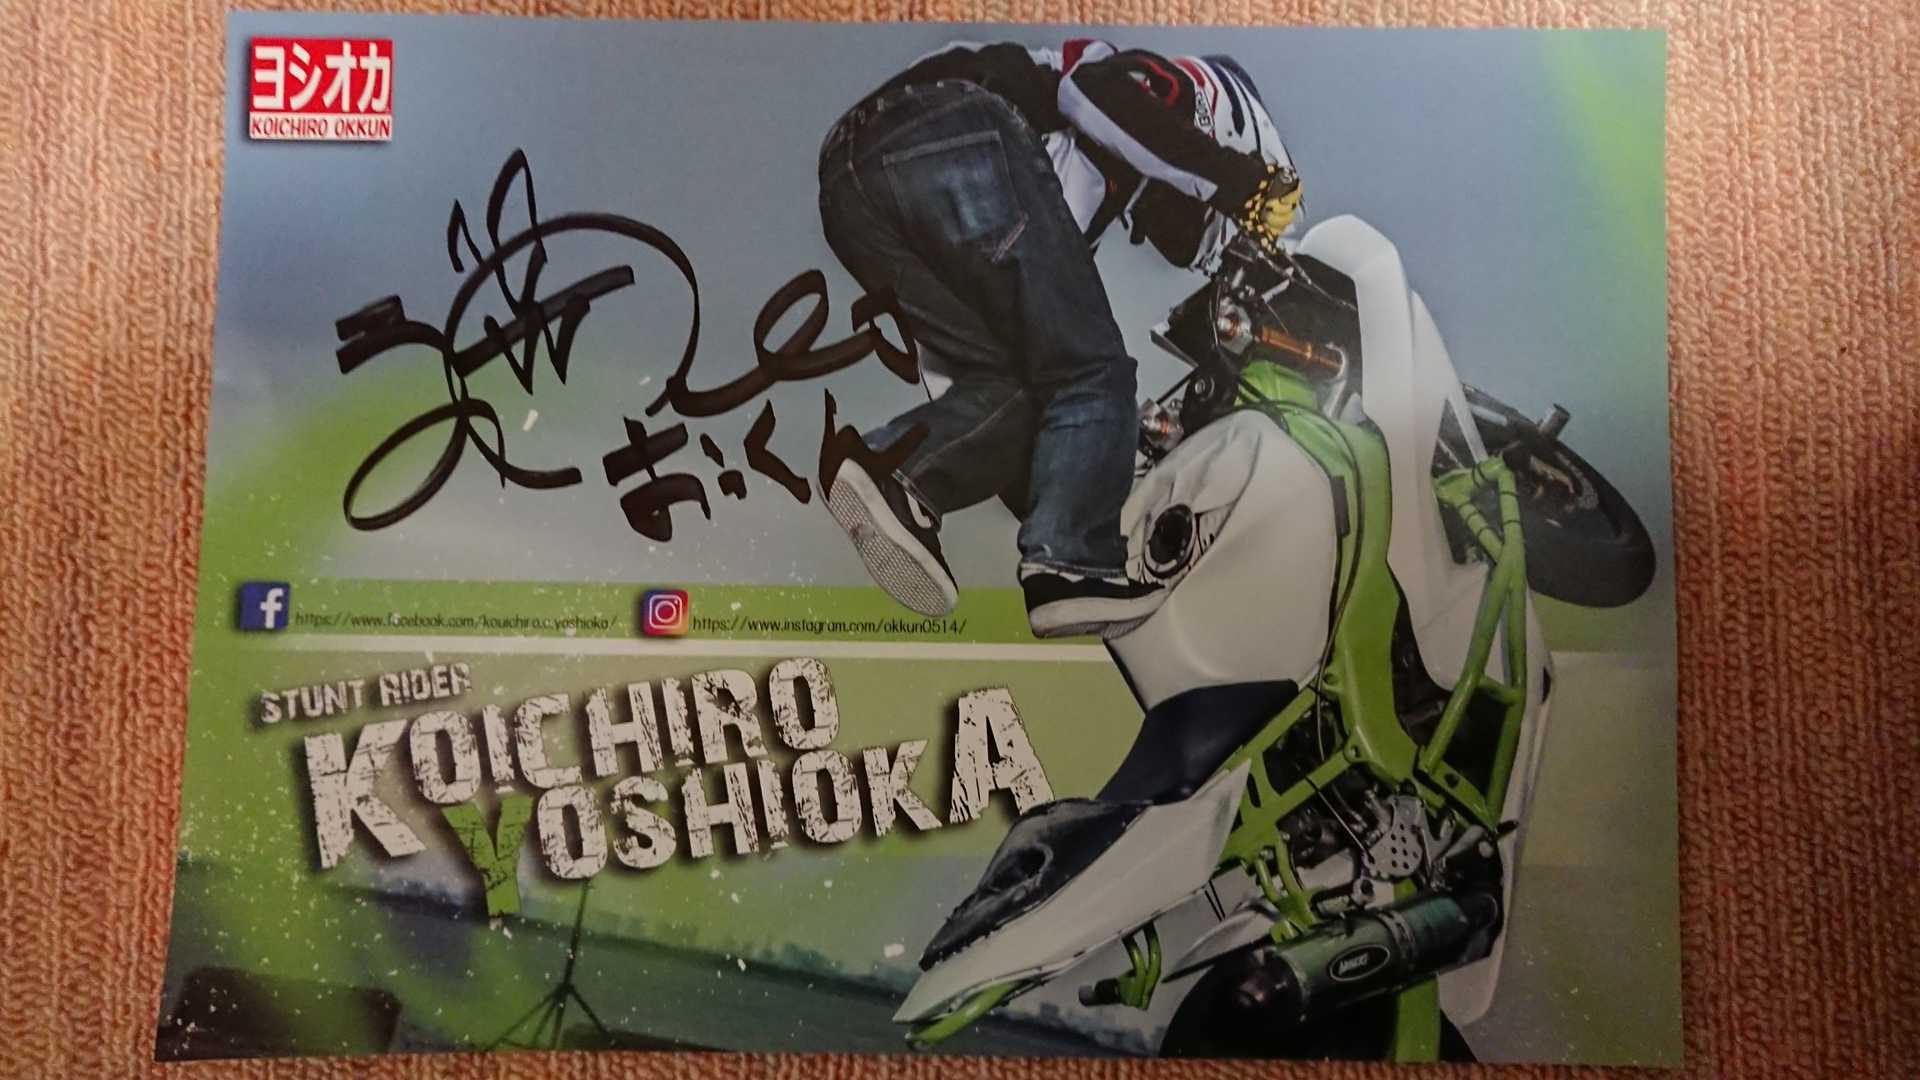 ヨシオカ
KOICHIRO OKKUN
おっくん
https://www.facebook.com/kouichiro.c.yoshioka/
https://www.instagram.com/okkun0514/
STUNT RIDER
KOICHIRO
YOSHIOKA